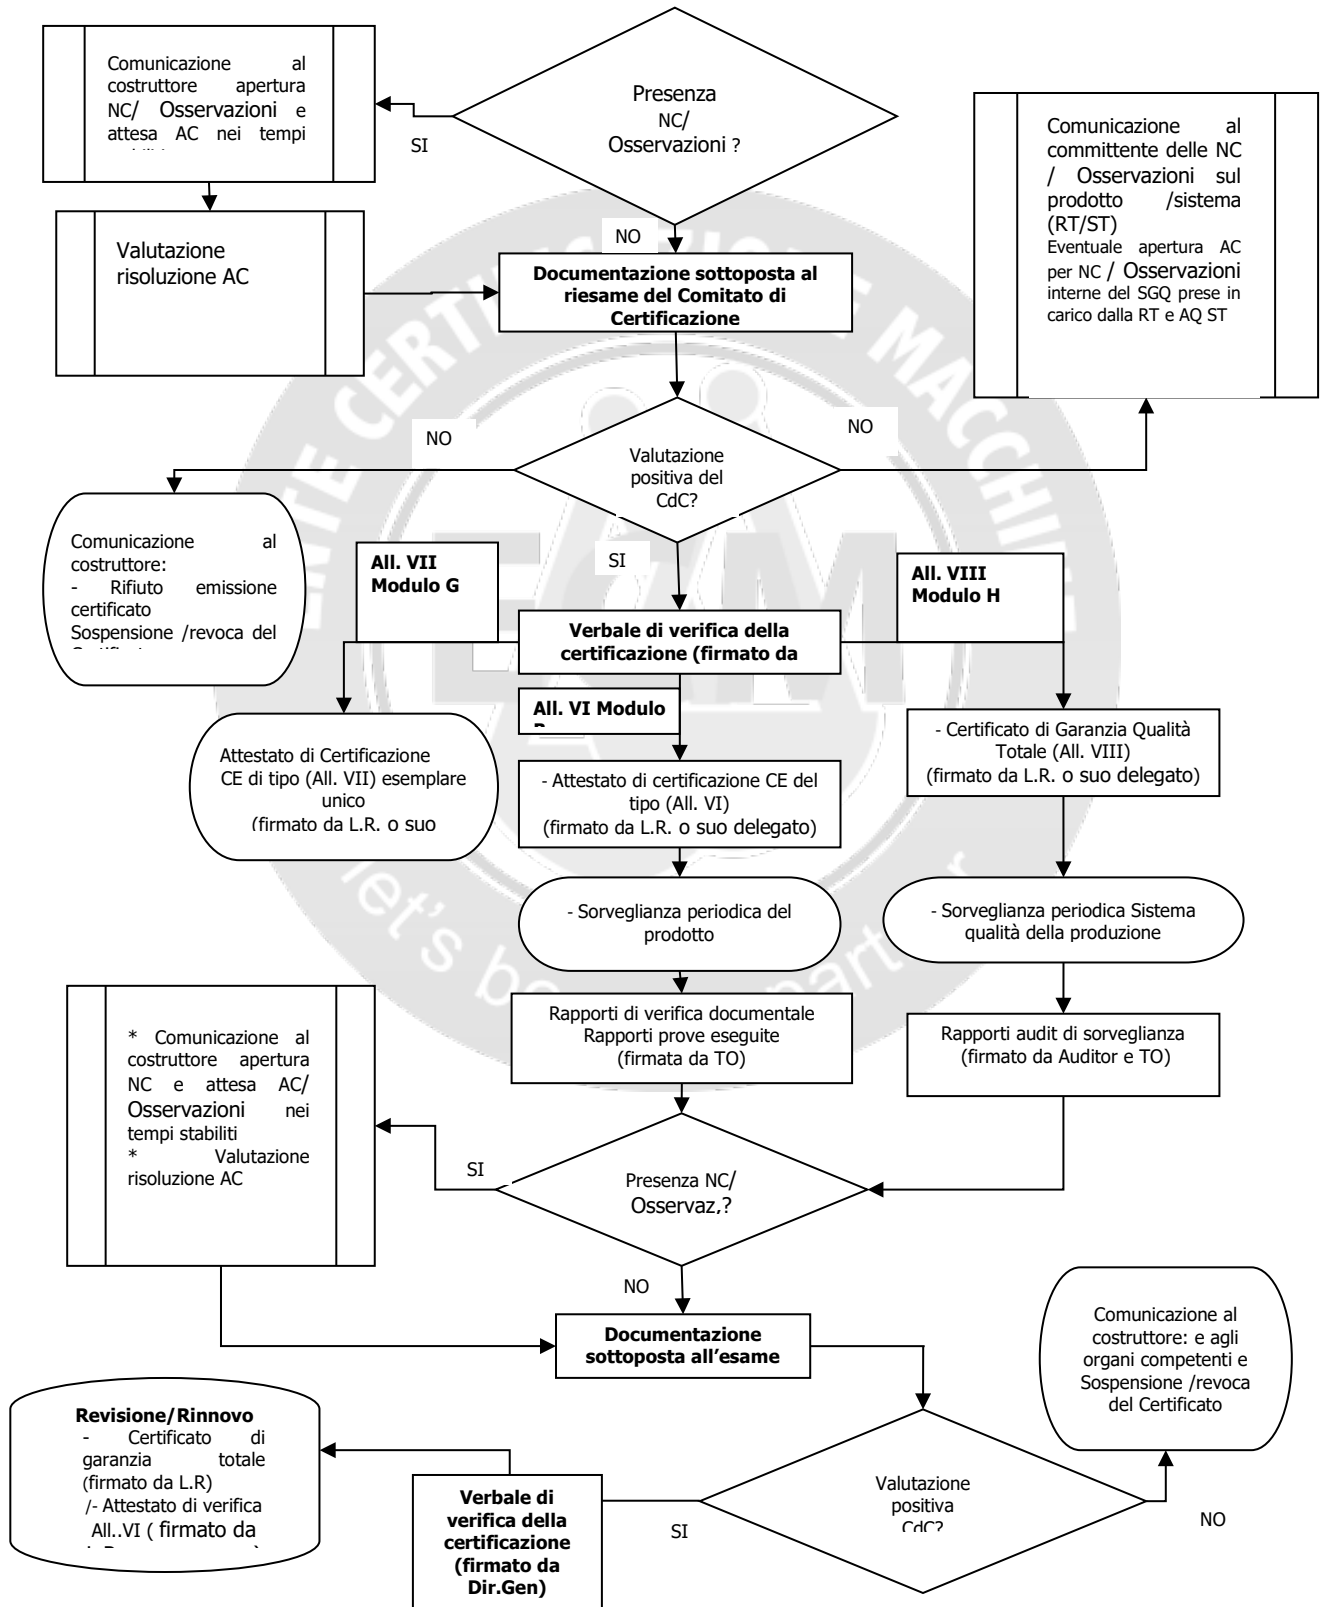 Presenza
NC/
Osservazioni ?
Comunicazione al
costruttore apertura
NC/ Osservazioni e
attesa AC nei tempi
SI
Comunicazione al
committente delle NC
/ Osservazioni sul
prodotto /sistema
(RT/ST)
Eventuale apertura AC
per NC / Osservazioni
interne del SGQ prese in
carico dalla RT e AQ ST
Valutazione
risoluzione AC
NO
Documentazione sottoposta al
riesame del Comitato di
Certificazione
NO
NO
Valutazione
positiva del
CdC?
Comunicazione al
costruttore:
- Rifiuto emissione
certificato
Sospensione /revoca del
SI
All. VII
Modulo G
All. VIII
Modulo H
Verbale di verifica della
certificazione (firmato da
All. VI Modulo
Attestato di Certificazione
CE di tipo (All. VII) esemplare
unico
(firmato da L.R. o suo
- Attestato di certificazione CE del
tipo (All. VI)
(firmato da L.R. o suo delegato)
- Certificato di Garanzia Qualità
Totale (All. VIII)
(firmato da L.R. o suo delegato)
- Sorveglianza periodica del
prodotto
- Sorveglianza periodica Sistema
qualità della produzione
Rapporti di verifica documentale
Rapporti prove eseguite
(firmata da TO)
Rapporti audit di sorveglianza
(firmato da Auditor e TO)
* Comunicazione al
costruttore apertura
NC e attesa AC/
Osservazioni nei
tempi stabiliti
* Valutazione
risoluzione AC
SI
Presenza NC/
Osservaz,?
NO
Documentazione
sottoposta all'esame
Comunicazione al
costruttore: e agli
organi competenti e
Sospensione /revoca
del Certificato
Revisione/Rinnovo
- Certificato di
garanzia totale
(firmato da L.R)
/- Attestato di verifica
All..VI ( firmato da
Verbale di
verifica della
certificazione
(firmato da
Dir.Gen)
SI
Valutazione
positiva
CdC?
NO
ENTE CERTIFICAZIONE MACCHINE
ECM
let's be